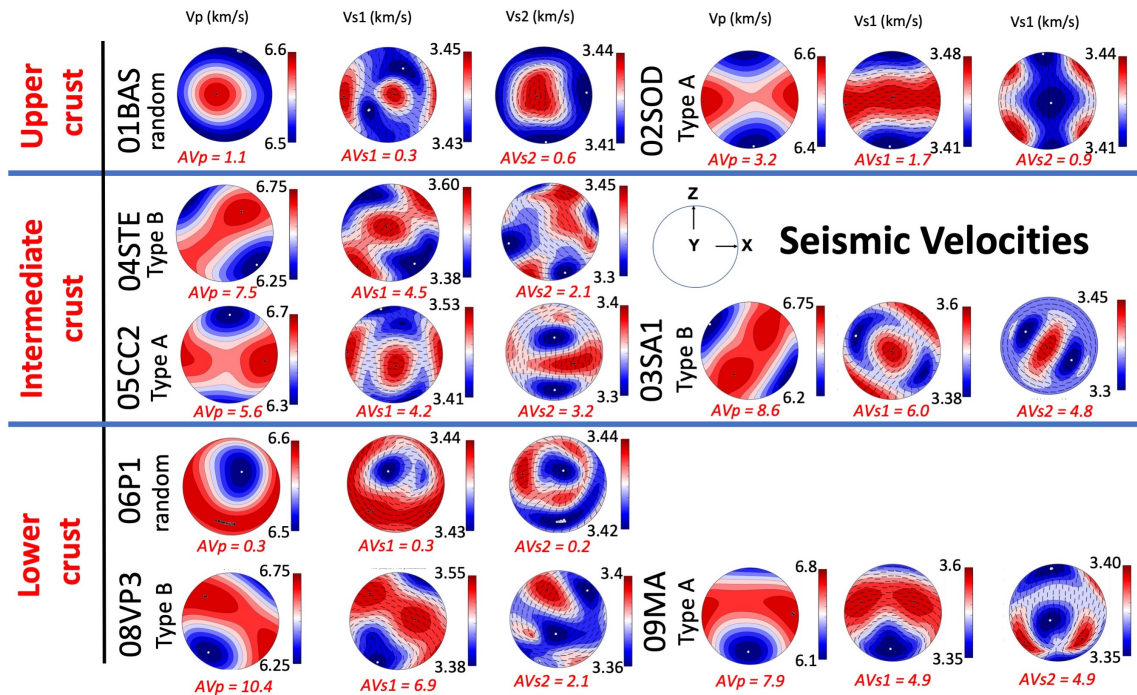 Vp (km/s) Vs1 (km/s) Vs2 (km/s) Vp (km/s) Vs1 (km/s) Vs1 (km/s)
Upper
crust
01BAS
random
6.6
6.5
AVp = 1.1
3.45
3.43
AVs1 = 0.3
3.44
3.41
AVs2 = 0.6
02SOD
Type A
6.6
6.4
AVp = 3.2
3.48
3.41
AVs1 = 1.7
3.44
3.41
AVs2 = 0.9
Intermediate
crust
04STE
Type B
6.75
6.25
AVp = 7.5
3.60
3.38
AVs1 = 4.5
3.45
3.3
AVs2 = 2.1
Z
Y X
Seismic Velocities
05CC2
Type A
6.7
6.3
AVp = 5.6
3.53
3.41
AVs1 = 4.2
3.4
3.3
AVs2 = 3.2
03SA1
Type B
6.75
6.2
AVp = 8.6
3.6
3.38
AVs1 = 6.0
3.45
3.3
AVs2 = 4.8
Lower
crust
06P1
random
6.6
6.5
AVp = 0.3
3.44
3.43
AVs1 = 0.3
3.44
3.42
AVs2 = 0.2
08VP3
Type B
6.75
6.25
AVp = 10.4
3.55
3.38
AVs1 = 6.9
3.4
3.36
AVs2 = 2.1
09MA
Type A
6.8
6.1
AVp = 7.9
3.6
3.35
AVs1 = 4.9
3.40
3.35
AVs2 = 4.9